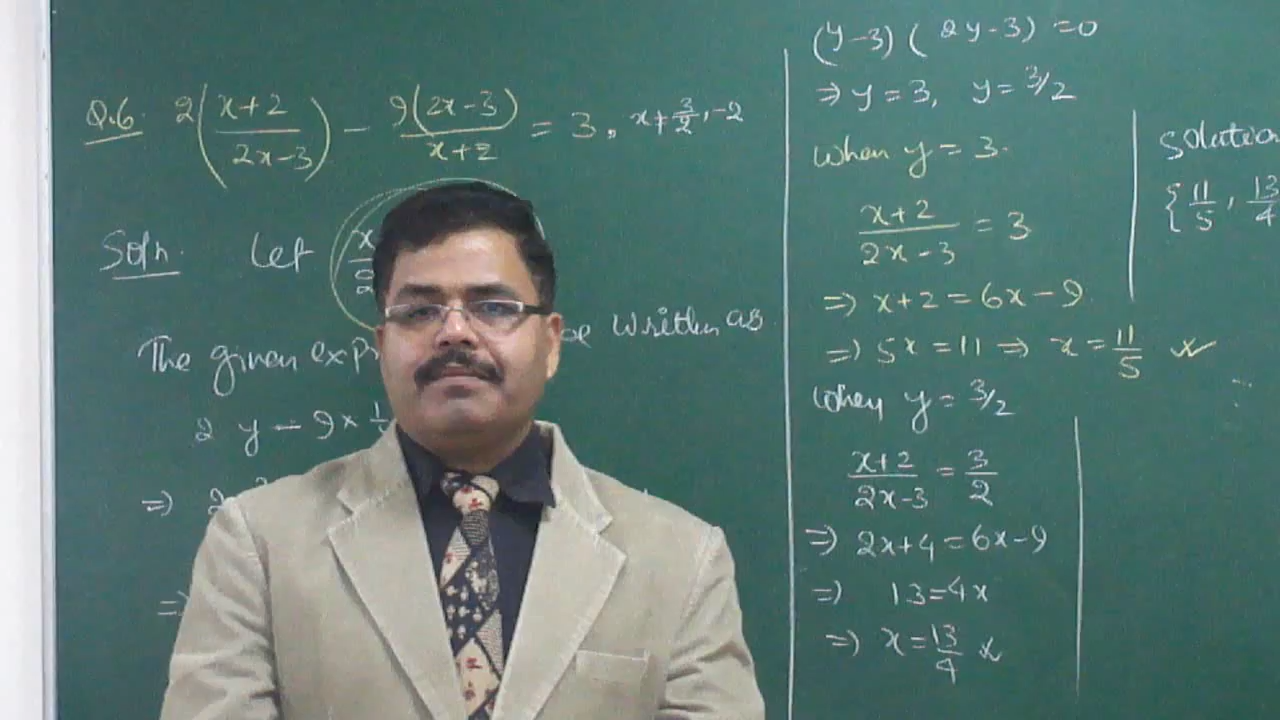 Q.6. 2((x+2)/(2x-3)) - 9(2x-3)/(x+2) = 3, x ≠ 3/2, -2
Soln. Let
The given exp be written as
2 y - 9 ×
⇒ 2
⇒
(y-3)(2y-3)=0
⇒ y=3, y=3/2
when y=3.
(x+2)/(2x-3) = 3
⇒ x+2=6x-9
⇒ 5x=11 ⇒ x=11/5
when y=3/2
(x+2)/(2x-3) = 3/2
⇒ 2x+4=6x-9
⇒ 13=4x
⇒ x=13/4
Solution
{11/5, 13/4